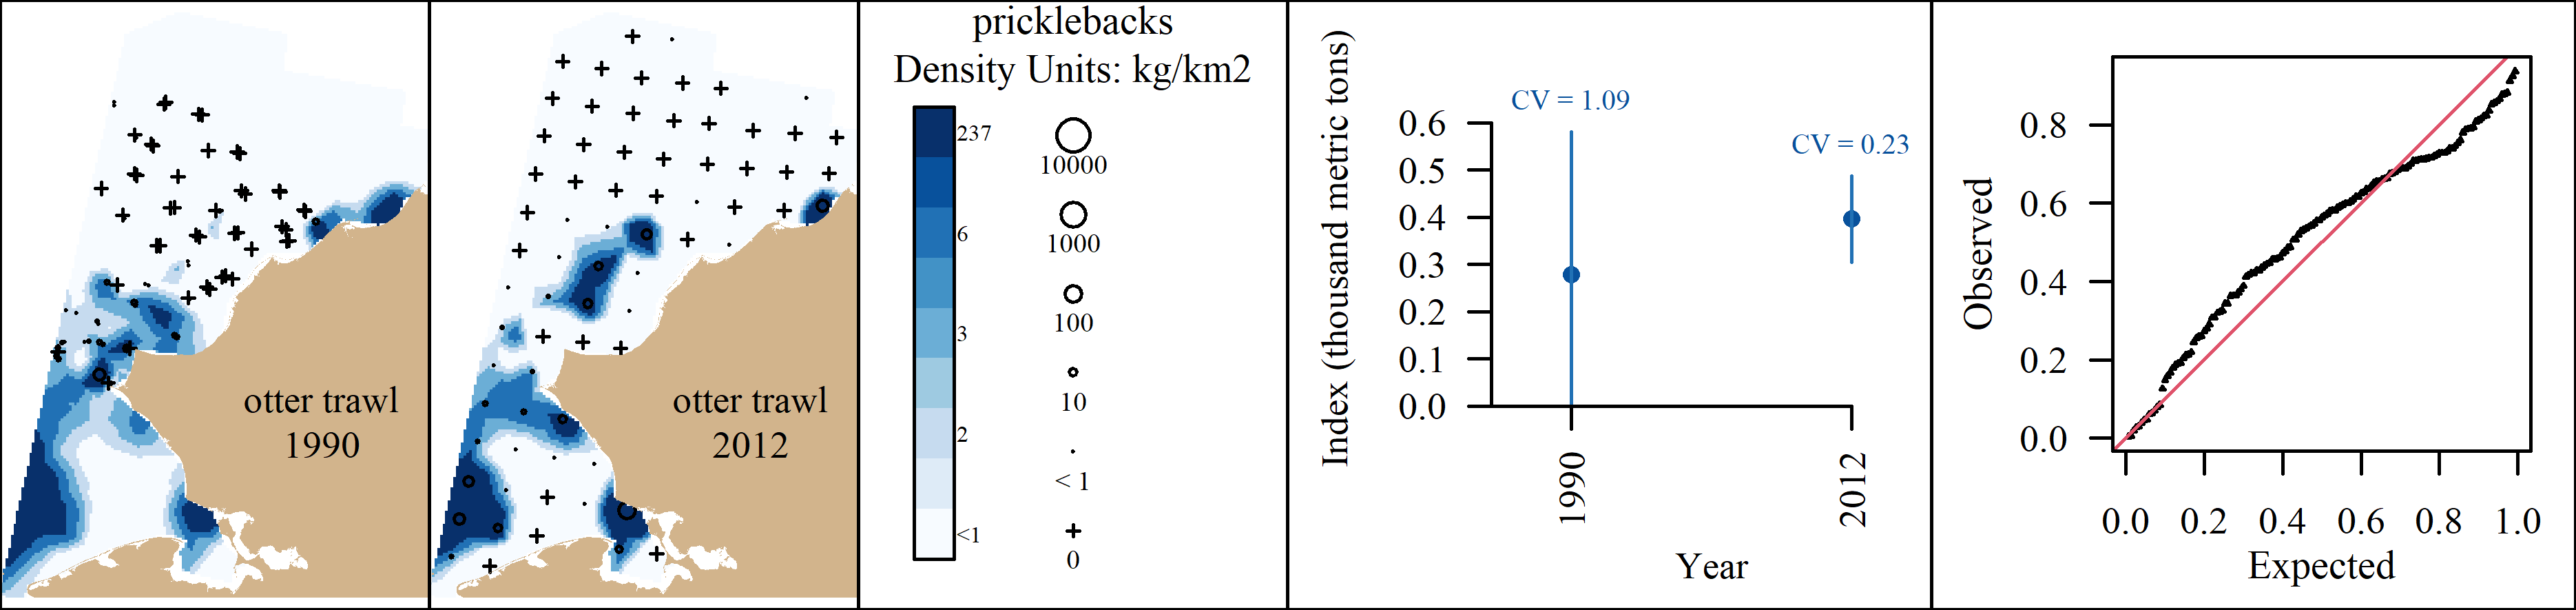 otter trawl
1990
otter trawl
2012
pricklebacks
Density Units: kg/km2
237
6
3
2
<1
10000
1000
100
10
< 1
0
Index (thousand metric tons)
0.6
0.5
0.4
0.3
0.2
0.1
0.0
CV = 1.09
CV = 0.23
1990
2012
Year
Observed
0.8
0.6
0.4
0.2
0.0
0.0 0.2 0.4 0.6 0.8 1.0
Expected